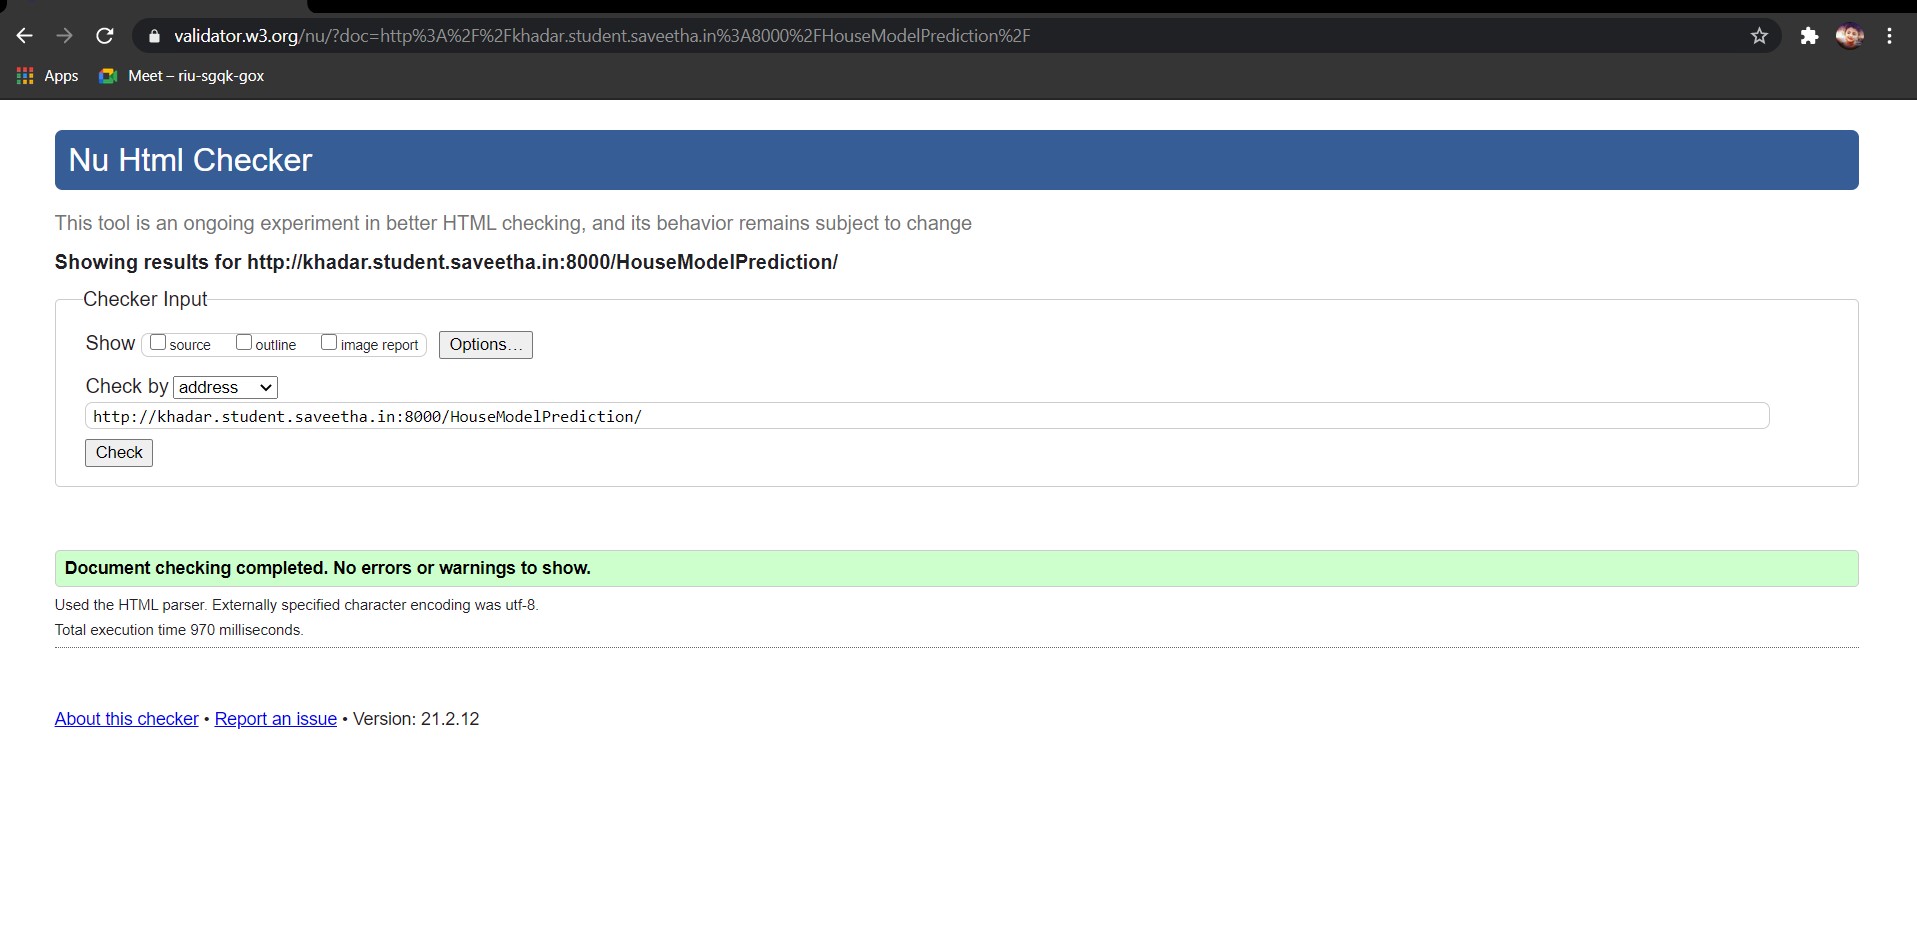 validator.w3.org/nu/?doc=http%3A%2F%2Fkhadar.student.saveetha.in%3A8000%2FHouseModelPrediction%2F
Apps Meet – riu-sgqk-gox
Nu Html Checker
This tool is an ongoing experiment in better HTML checking, and its behavior remains subject to change
Showing results for http://khadar.student.saveetha.in:8000/HouseModelPrediction/
Checker Input
Show source outline image report Options...
Check by address
http://khadar.student.saveetha.in:8000/HouseModelPrediction/
Check
Document checking completed. No errors or warnings to show.
Used the HTML parser. Externally specified character encoding was utf-8.
Total execution time 970 milliseconds.
About this checker • Report an issue • Version: 21.2.12